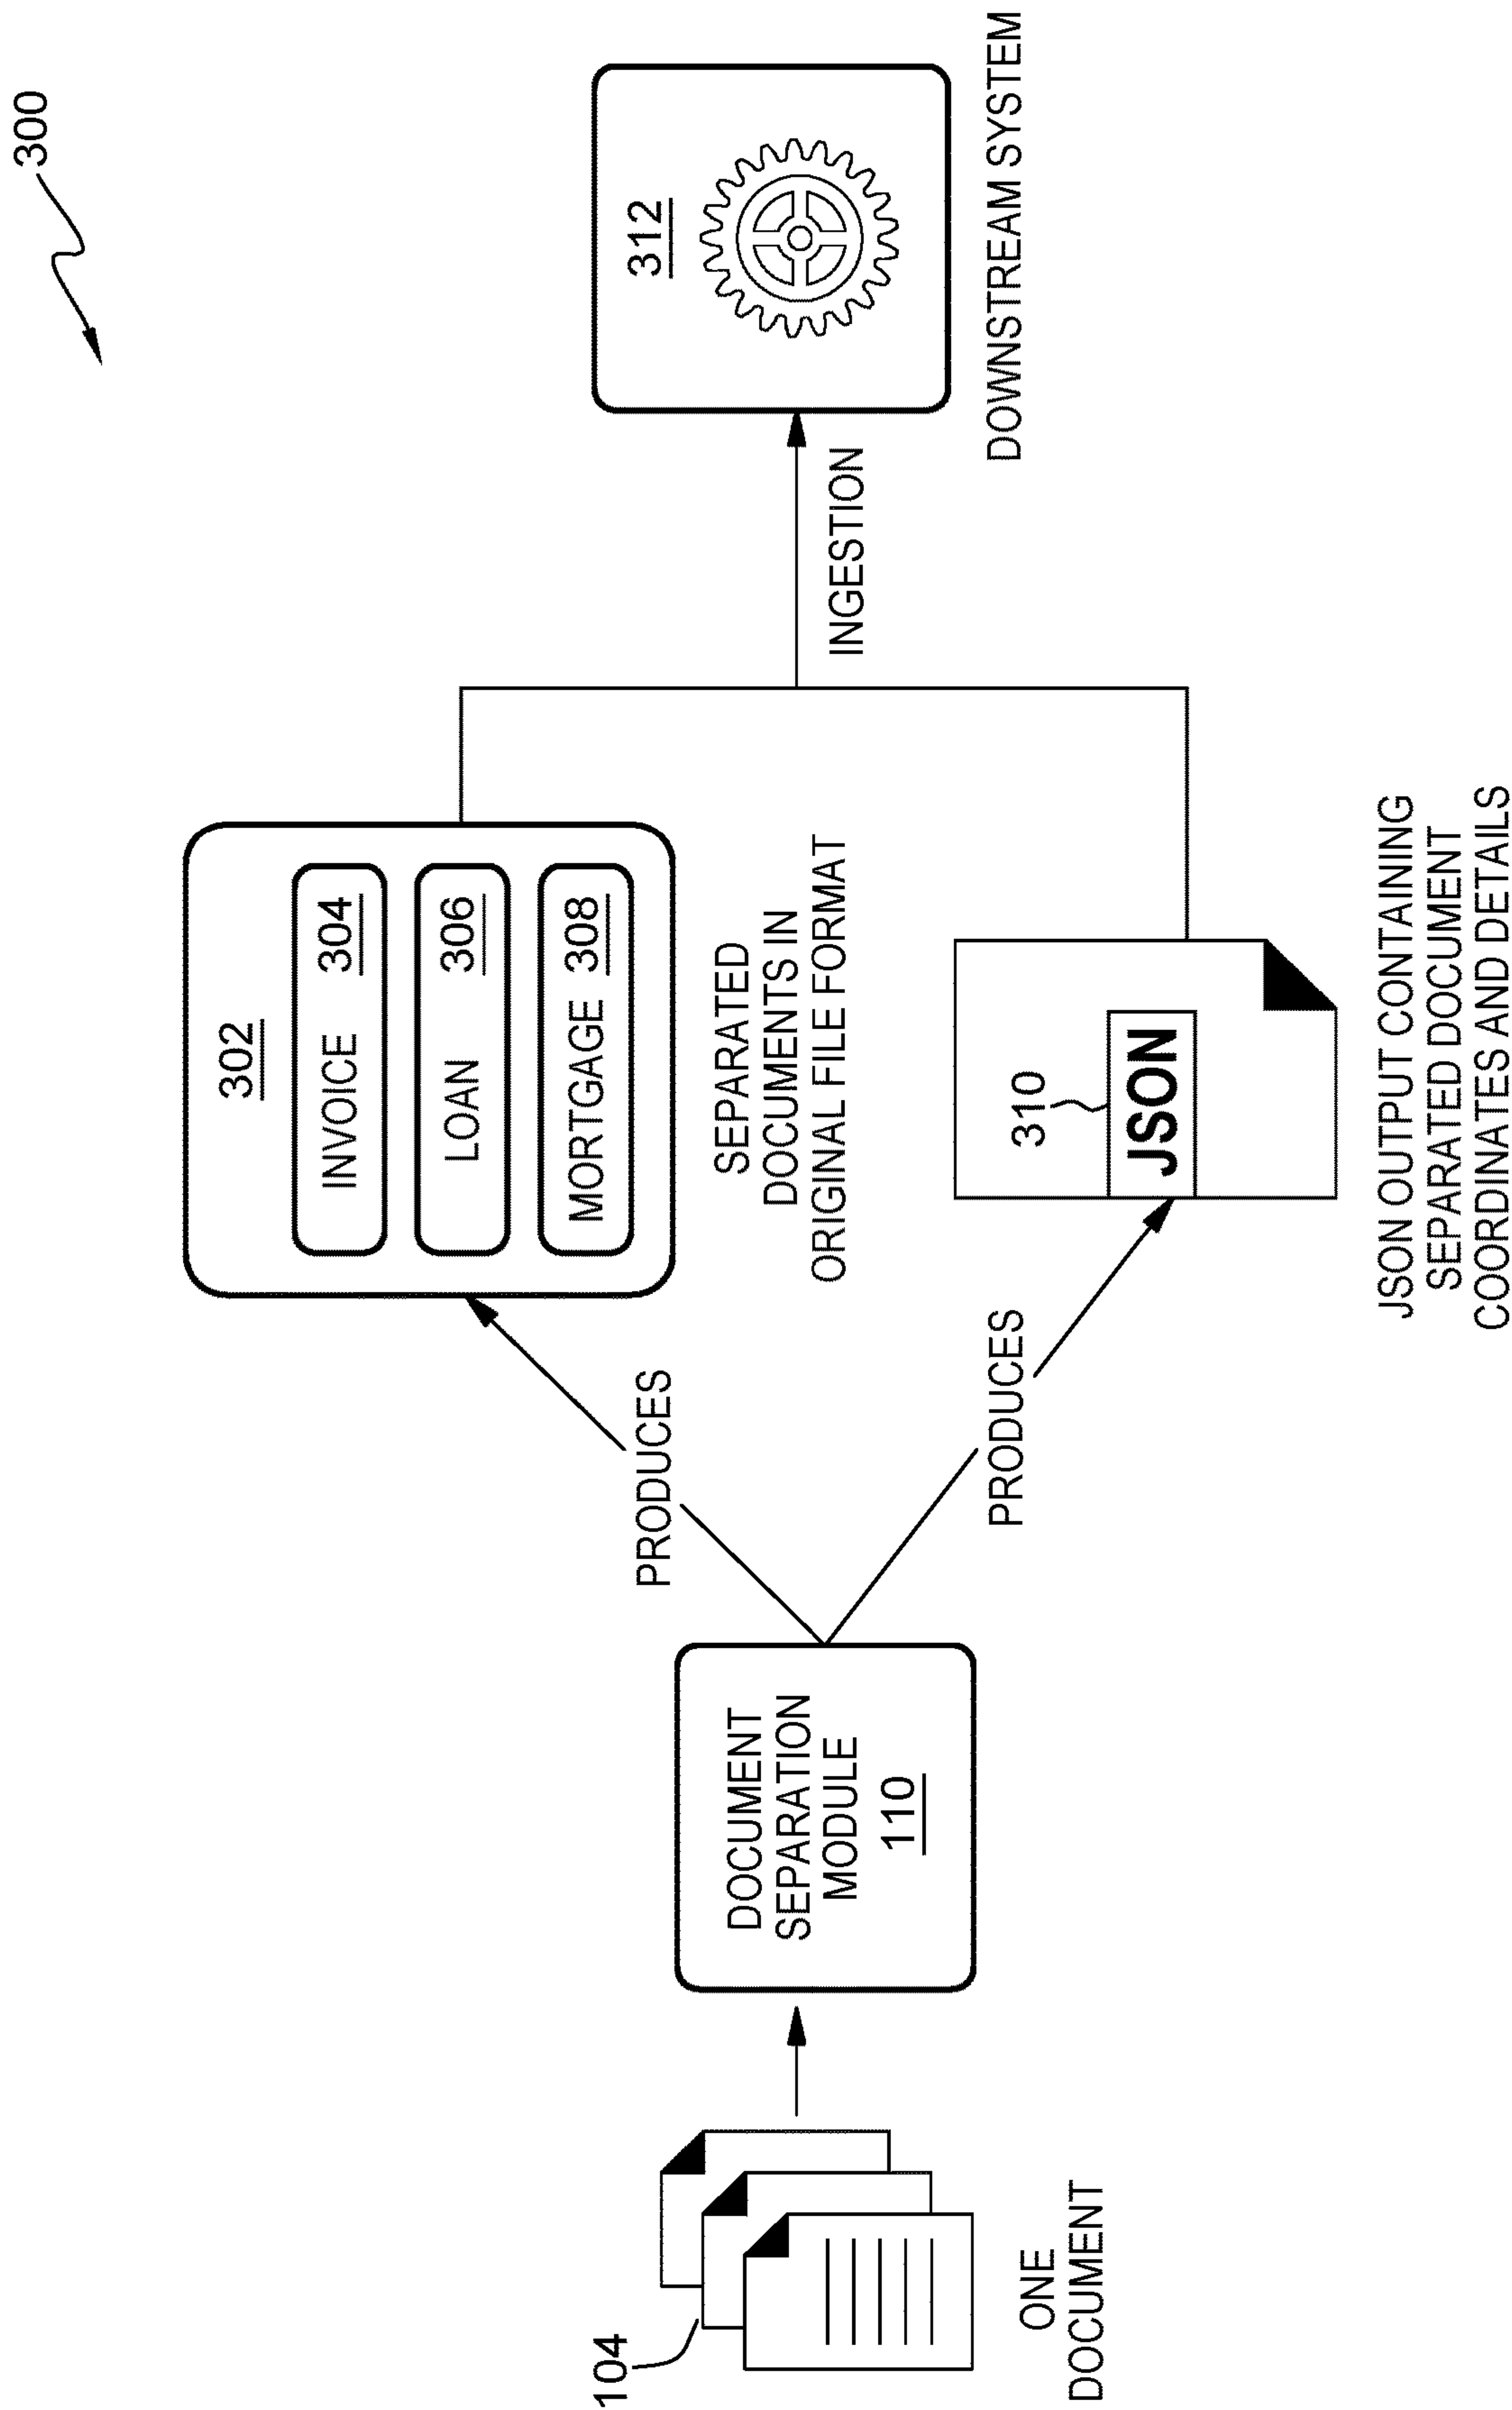 300
104
ONE
DOCUMENT
DOCUMENT
SEPARATION
MODULE
110
PRODUCES
PRODUCES
302
INVOICE 304
LOAN 306
MORTGAGE 308
SEPARATED
DOCUMENTS IN
ORIGINAL FILE FORMAT
310
JSON
JSON OUTPUT CONTAINING
SEPARATED DOCUMENT
COORDINATES AND DETAILS
INGESTION
312
DOWNSTREAM SYSTEM